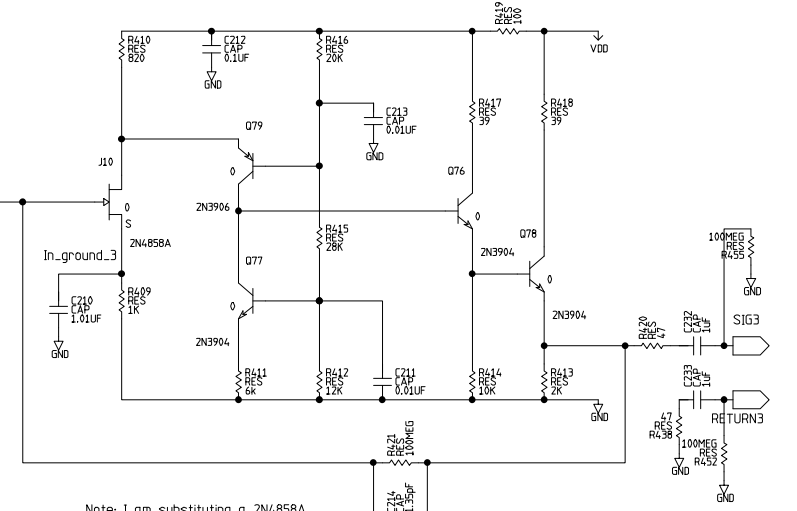 R410
RES
820
C212
CAP
0.1UF
GND
R416
RES
20K
R419
RES
100
VDD
C213
CAP
0.01UF
GND
R417
RES
39
R418
RES
39
Q79
0
2N3906
J10
0
S
2N4858A
In_ground_3
Q76
0
2N3904
R415
RES
28K
Q78
0
2N3904
Q77
0
2N3904
C210
CAP
1.01UF
GND
R409
RES
1K
R411
RES
6k
R412
RES
12K
C211
CAP
0.01UF
R414
RES
10K
R413
RES
2K
GND
R420
RES
47
C232
CAP
1uF
100MEG
RES
R455
GND
SIG3
C233
CAP
1uF
RETURN3
47
RES
R438
GND
100MEG
RES
R452
GND
R421
RES
100MEG
C214
CAP
1.35pF
Note: I am substituting a 2N4858A